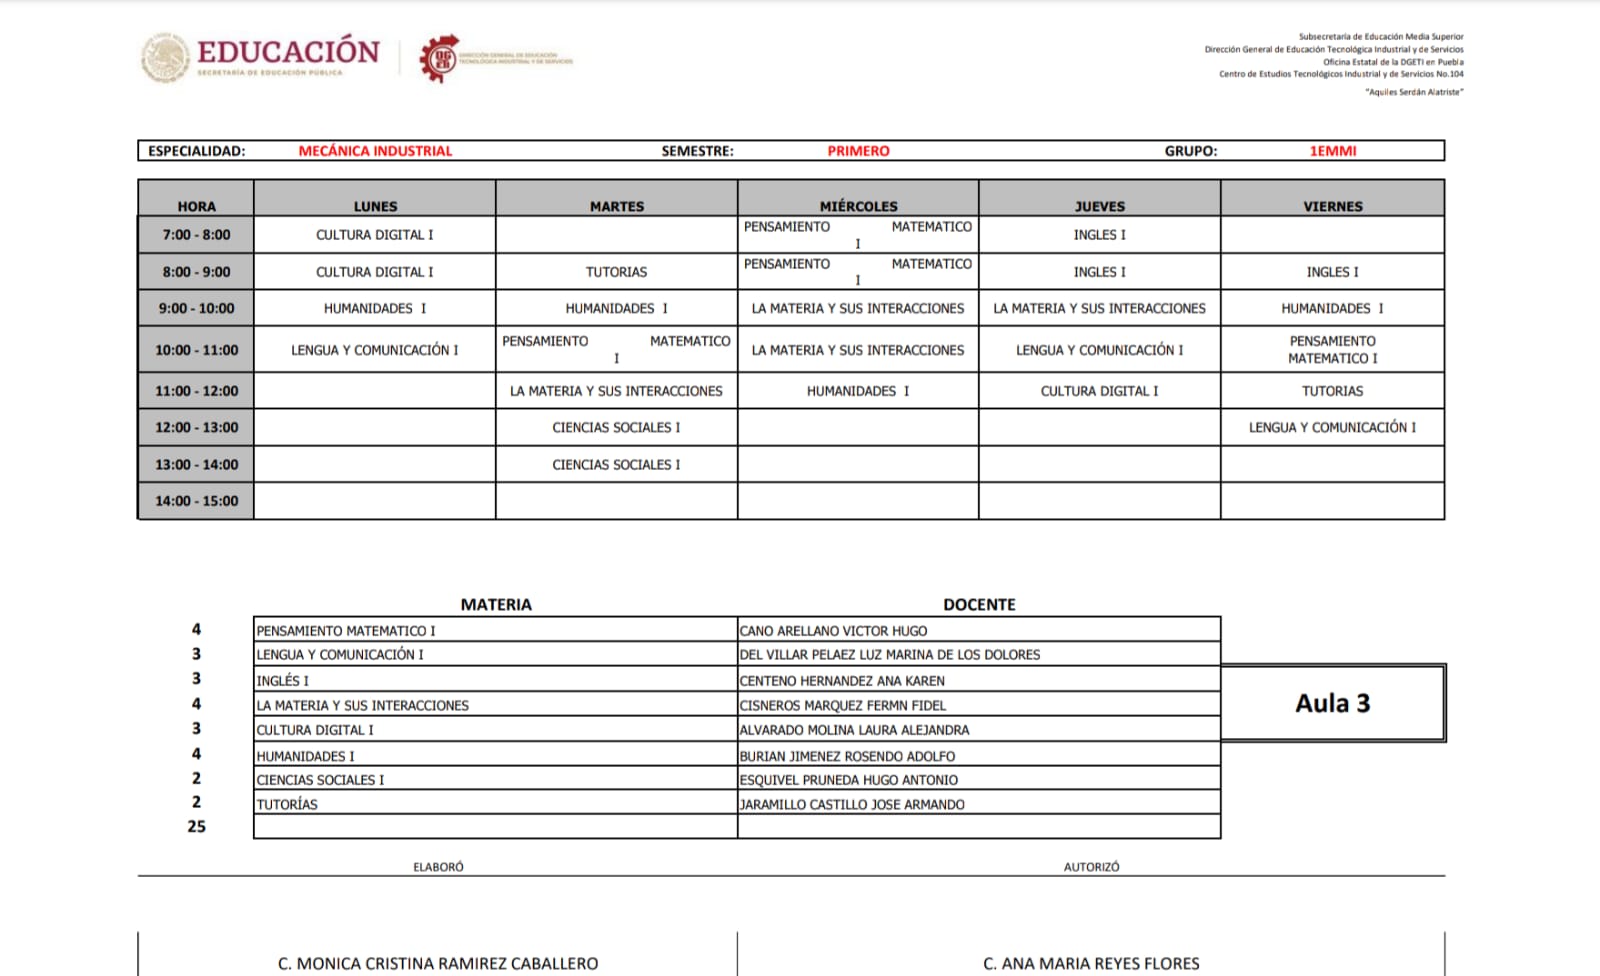 EDUCACIÓN
SECRETARÍA DE EDUCACIÓN PÚBLICA
DIRECCIÓN GENERAL DE EDUCACIÓN
TECNOLÓGICA INDUSTRIAL Y DE SERVICIOS
Subsecretaría de Educación Media Superior
Dirección General de Educación Tecnológica Industrial y de Servicios
Oficina Estatal de la DGETI en Puebla
Centro de Estudios Tecnológicos Industrial y de Servicios No.104
"Aquiles Serdán Alatriste"
ESPECIALIDAD: MECÁNICA INDUSTRIAL SEMESTRE: PRIMERO GRUPO: 1EMMI
HORA LUNES MARTES MIÉRCOLES JUEVES VIERNES
7:00 - 8:00 CULTURA DIGITAL I PENSAMIENTO MATEMATICO I INGLES I
8:00 - 9:00 CULTURA DIGITAL I TUTORIAS PENSAMIENTO MATEMATICO I INGLES I INGLES I
9:00 - 10:00 HUMANIDADES I HUMANIDADES I LA MATERIA Y SUS INTERACCIONES LA MATERIA Y SUS INTERACCIONES HUMANIDADES I
10:00 - 11:00 LENGUA Y COMUNICACIÓN I PENSAMIENTO MATEMATICO I LA MATERIA Y SUS INTERACCIONES LENGUA Y COMUNICACIÓN I PENSAMIENTO MATEMATICO I
11:00 - 12:00 LA MATERIA Y SUS INTERACCIONES HUMANIDADES I CULTURA DIGITAL I TUTORIAS
12:00 - 13:00 CIENCIAS SOCIALES I LENGUA Y COMUNICACIÓN I
13:00 - 14:00 CIENCIAS SOCIALES I
14:00 - 15:00
MATERIA DOCENTE
4 PENSAMIENTO MATEMATICO I CANO ARELLANO VICTOR HUGO
3 LENGUA Y COMUNICACIÓN I DEL VILLAR PELAEZ LUZ MARINA DE LOS DOLORES
3 INGLÉS I CENTENO HERNANDEZ ANA KAREN
4 LA MATERIA Y SUS INTERACCIONES CISNEROS MARQUEZ FERMN FIDEL
Aula 3
3 CULTURA DIGITAL I ALVARADO MOLINA LAURA ALEJANDRA
4 HUMANIDADES I BURIAN JIMENEZ ROSENDO ADOLFO
2 CIENCIAS SOCIALES I ESQUIVEL PRUNEDA HUGO ANTONIO
2 TUTORÍAS JARAMILLO CASTILLO JOSE ARMANDO
25
ELABORÓ AUTORIZÓ
C. MONICA CRISTINA RAMIREZ CABALLERO C. ANA MARIA REYES FLORES